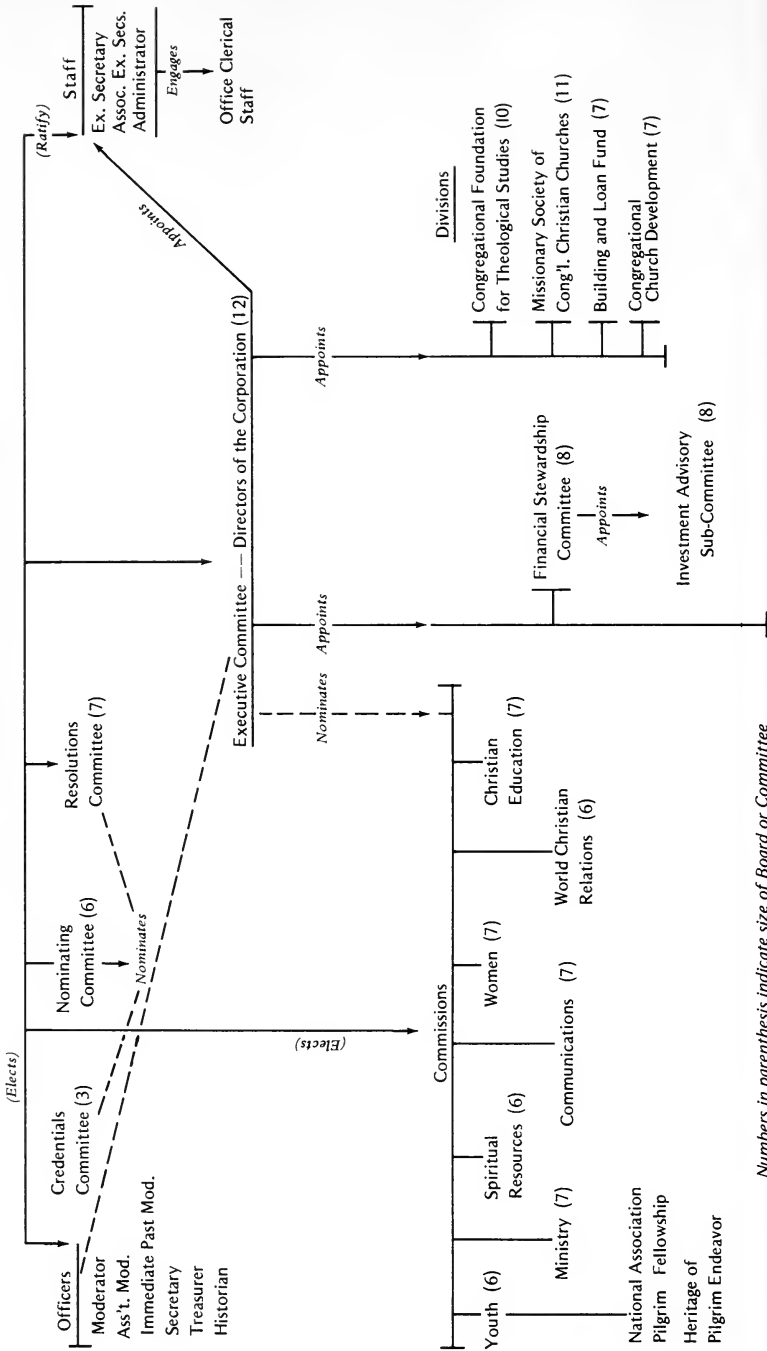 (Elects)
(Ratify)
Officers
Moderator
Ass't. Mod.
Immediate Past Mod.
Secretary
Treasurer
Historian
Credentials
Committee (3)
Nominating
Committee (6)
Nominates
Resolutions
Committee (7)
Staff
Ex. Secretary
Assoc. Ex. Secs.
Administrator
Engages
Office Clerical
Staff
Appoints
Executive Committee — Directors of the Corporation (12)
(Elects)
Nominates
Appoints
Appoints
Commissions
Youth (6)
National Association
Pilgrim Fellowship
Heritage of
Pilgrim Endeavor
Ministry (7)
Spiritual
Resources (6)
Communications (7)
Women (7)
World Christian
Relations (6)
Christian
Education (7)
Financial Stewardship
Committee (8)
Appoints
Investment Advisory
Sub-Committee (8)
Divisions
Congregational Foundation
for Theological Studies (10)
Missionary Society of
Cong'l. Christian Churches (11)
Building and Loan Fund (7)
Congregational
Church Development (7)
Numbers in parenthesis indicate size of Board or Committee